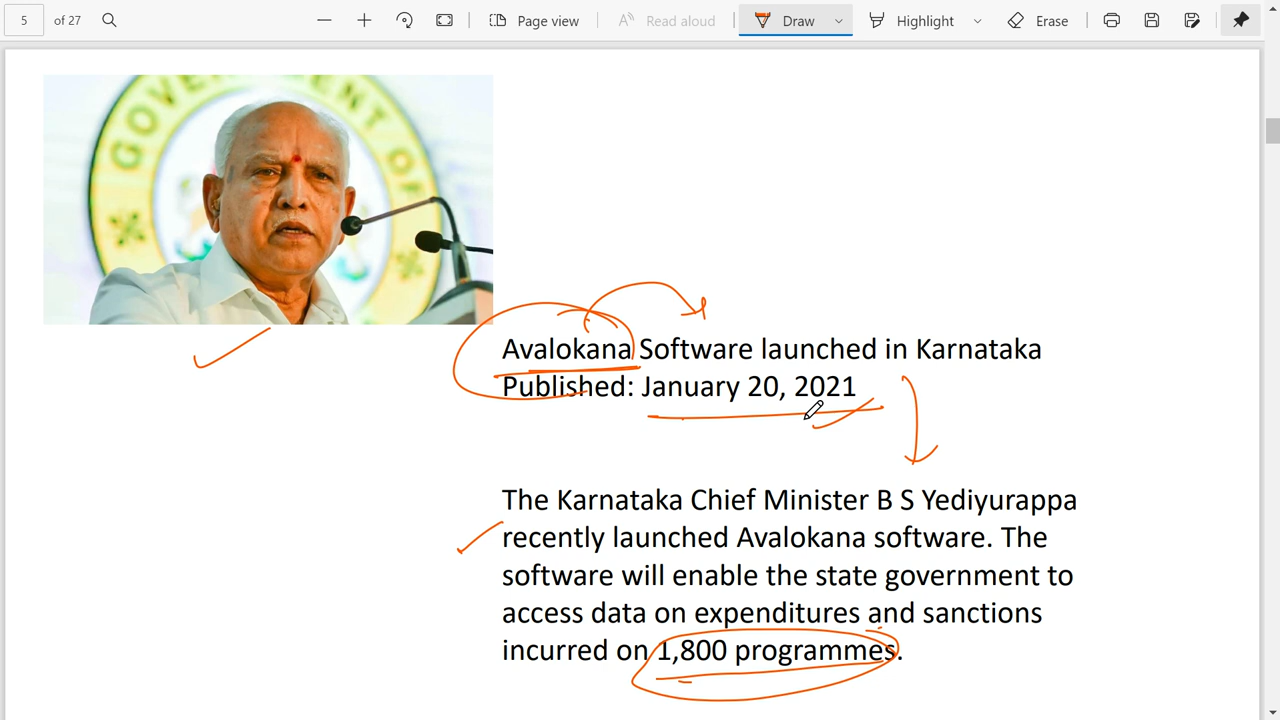 5 of 27 Page view Read aloud Draw Highlight Erase
GOVERNMENT OF
Avalokana Software launched in Karnataka
Published: January 20, 2021
The Karnataka Chief Minister B S Yediyurappa
recently launched Avalokana software. The
software will enable the state government to
access data on expenditures and sanctions
incurred on 1,800 programmes.